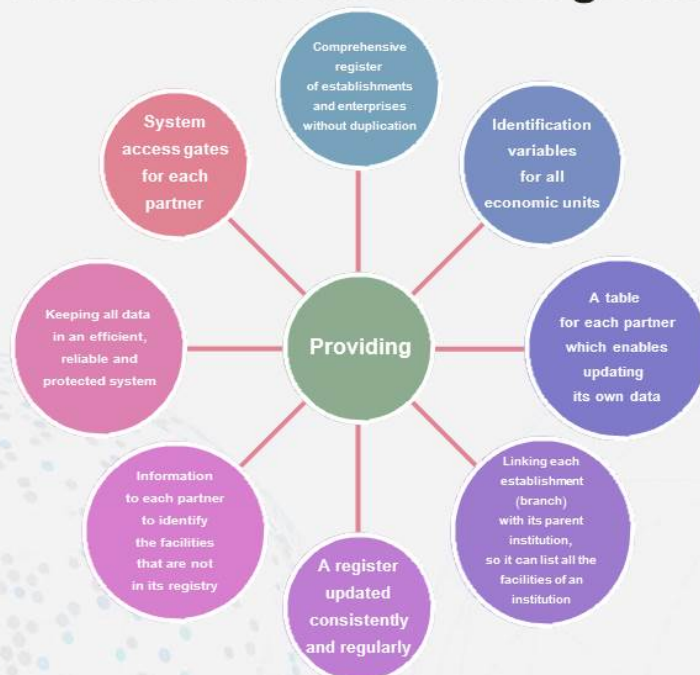 Comprehensive
register
of establishments
and enterprises
without duplication
Identification
variables
for all
economic units
A table
for each partner
which enables
updating
its own data
Linking each
establishment
(branch)
with its parent
institution,
so it can list all the
facilities of an
institution
A register
updated
consistently
and regularly
Information
to each partner
to identify
the facilities
that are not
in its registry
Keeping all data
in an efficient,
reliable and
protected system
System
access gates
for each
partner
Providing